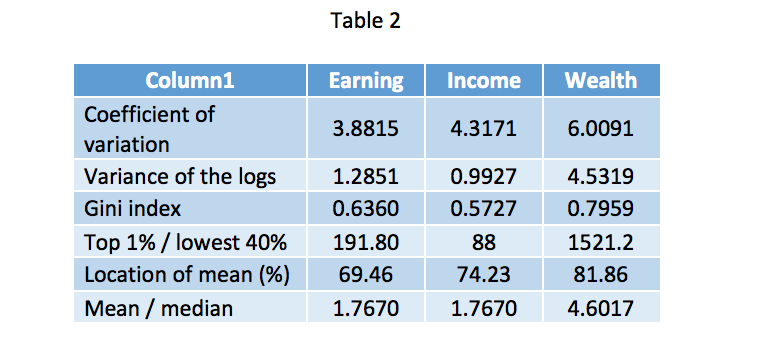 Table 2
Column1 Earning Income Wealth
Coefficient of
variation 3.8815 4.3171 6.0091
Variance of the logs 1.2851 0.9927 4.5319
Gini index 0.6360 0.5727 0.7959
Top 1% / lowest 40% 191.80 88 1521.2
Location of mean (%) 69.46 74.23 81.86
Mean / median 1.7670 1.7670 4.6017